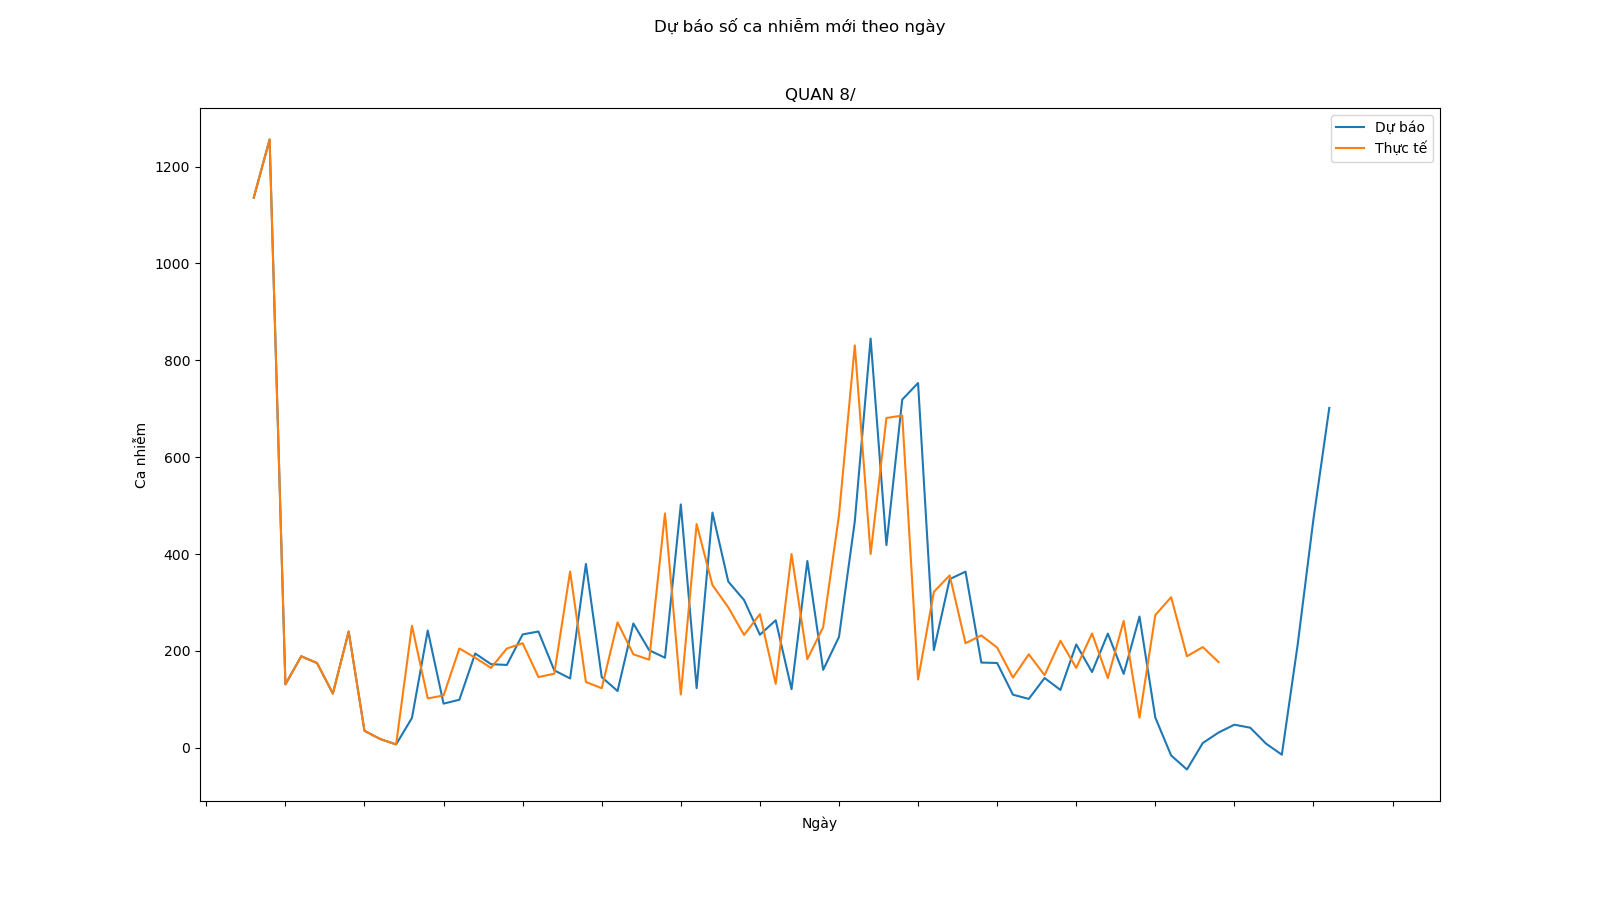 Dự báo số ca nhiễm mới theo ngày
QUAN 8/
Dự báo
Thực tế
1200
1000
800
600
400
200
0
Ca nhiễm
Ngày